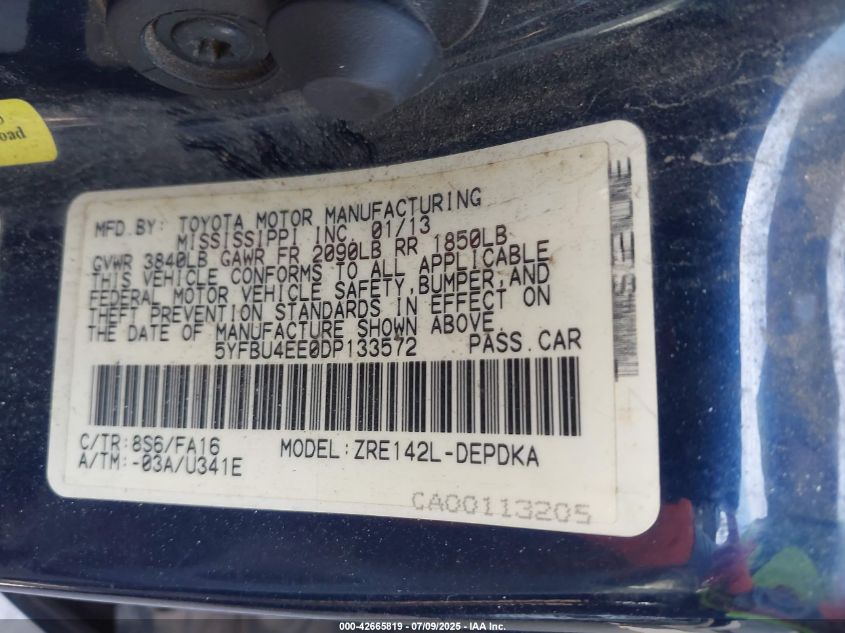 oad
MFD.BY: TOYOTA MOTOR MANUFACTURING
MISSISSIPPI INC. 01/13
GVWR 3840LB GAWR FR 2090LB RR 1850LB
THIS VEHICLE CONFORMS TO ALL APPLICABLE
FEDERAL MOTOR VEHICLE SAFETY,BUMPER,AND
THEFT PREVENTION STANDARDS IN EFFECT ON
THE DATE OF MANUFACTURE SHOWN ABOVE.
5YFBU4EE0DP133572 PASS.CAR
C/TR:8S6/FA16 MODEL:ZRE142L-DEPDKA
A/TM:-03A/U341E
CA00113205
000-42665819 - 07/09/2025 - IAA Inc.